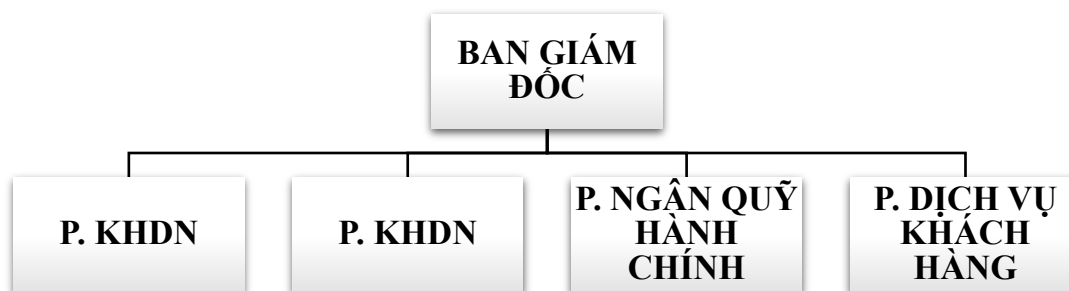 BAN GIÁM
ĐỐC
P. KHDN
P. KHDN
P. NGÂN QUỸ
HÀNH
CHÍNH
P. DỊCH VỤ
KHÁCH
HÀNG